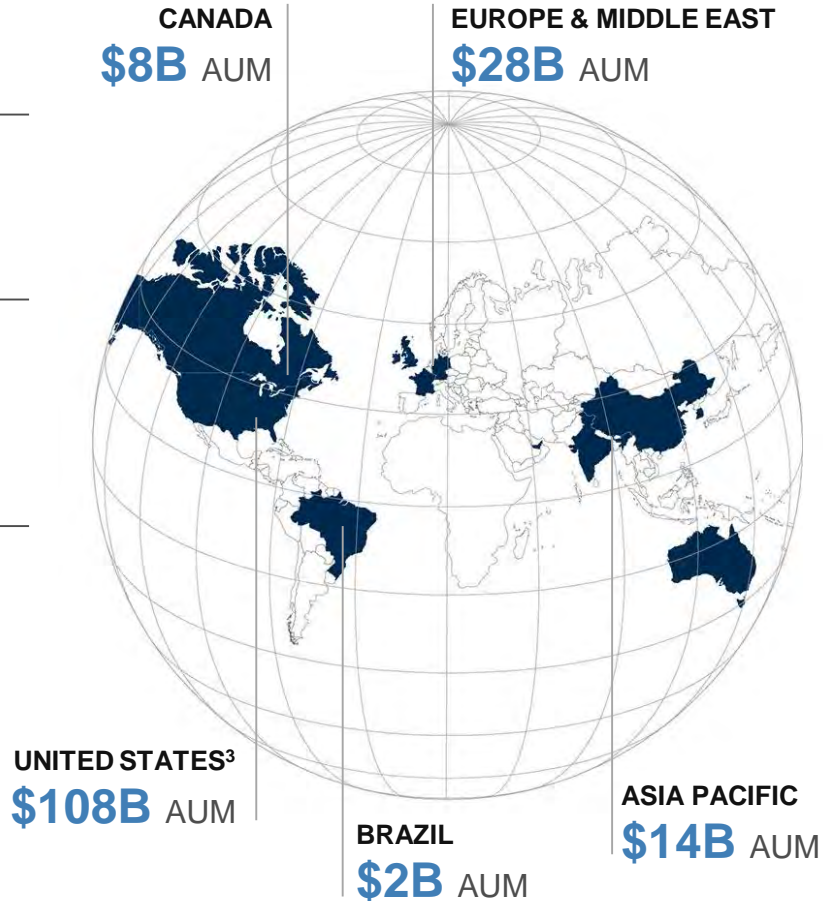 CANADA
$8B AUM
EUROPE & MIDDLE EAST
$28B AUM
UNITED STATES³
$108B AUM
BRAZIL
$2B AUM
ASIA PACIFIC
$14B AUM